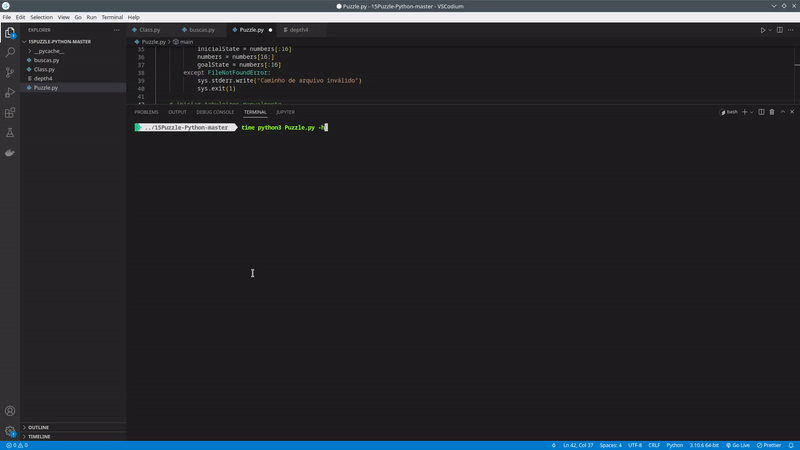 Puzzle.py - 15Puzzle-Python-master - VSCodium
File Edit Selection View Go Run Terminal Help
EXPLORER
Class.py buscas.py Puzzle.py depth4
15PUZZLE-PYTHON-MASTER
__pycache__
buscas.py
Class.py
depth4
Puzzle.py
Puzzle.py main
35 inicialState = numbers[:16]
36 numbers = numbers[16:]
37 goalState = numbers[:16]
38 except FileNotFoundError:
39 sys.stderr.write("Caminho de arquivo inválido")
40 sys.exit(1)
41
PROBLEMS OUTPUT DEBUG CONSOLE TERMINAL JUPYTER
bash
../15Puzzle-Python-master time python3 Puzzle.py -h
OUTLINE
TIMELINE
0 0 Ln 42, Col 37 Spaces: 4 UTF-8 CRLF Python 3.10.6 64-bit Go Live Prettier